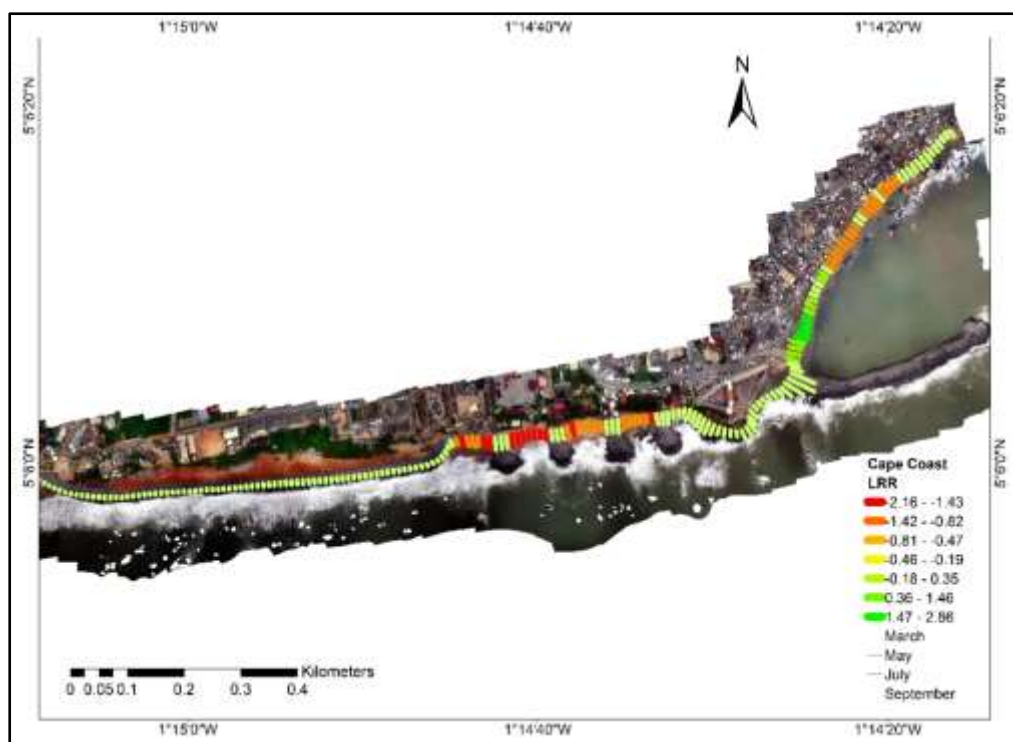 1°15'0"W 1°14'40"W 1°14'20"W
N
5°6'20"N 5°6'20"N
5°6'0"N 5°6'0"N
Cape Coast
LRR
-2.16 - -1.43
-1.42 - -0.82
-0.81 - -0.47
-0.46 - -0.19
-0.18 - 0.35
0.36 - 1.46
1.47 - 2.86
March
May
July
September
Kilometers
0 0.05 0.1 0.2 0.3 0.4
1°15'0"W 1°14'40"W 1°14'20"W